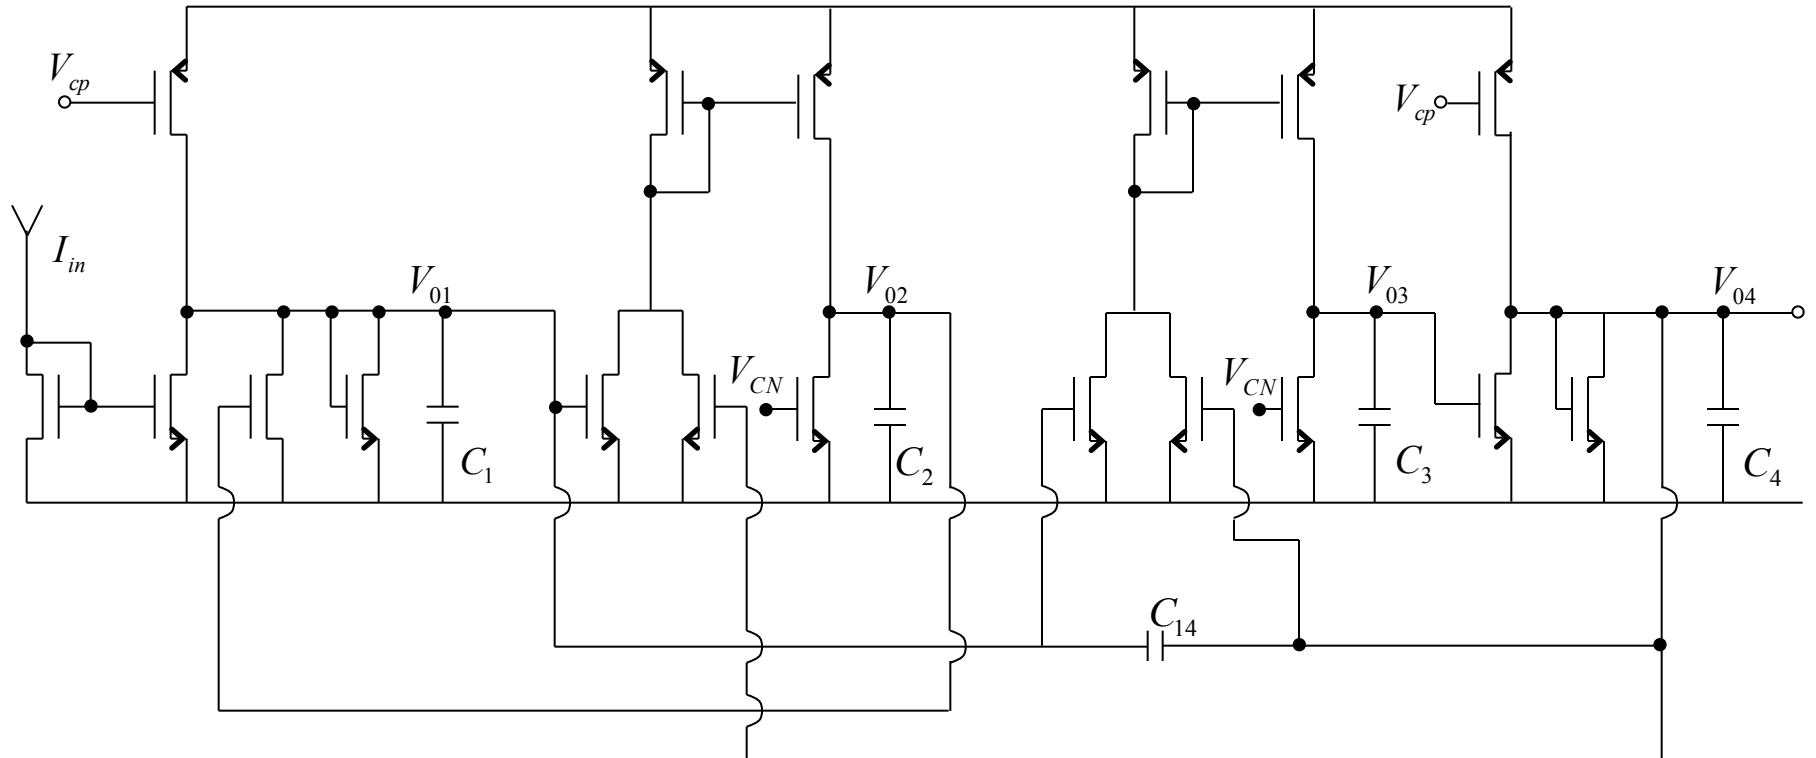 V_cp
V_cp
I_in
V_01
V_02
V_03
V_04
V_CN
V_CN
C_1
C_2
C_3
C_4
C_14